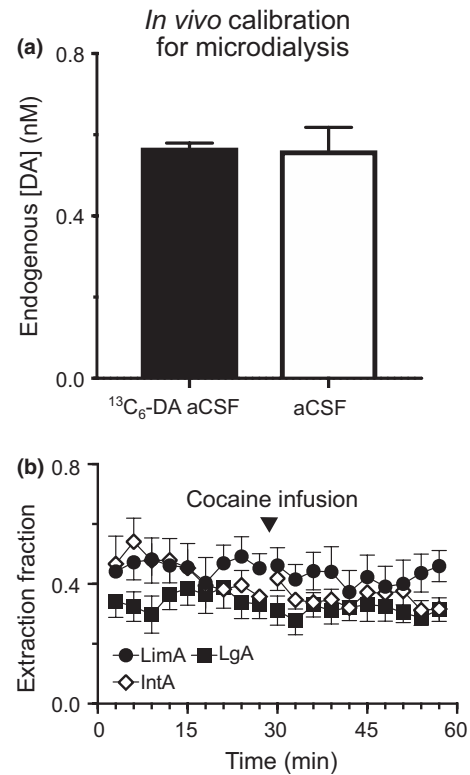 In vivo calibration
for microdialysis
(a)
0.8
0.4
0.0
Endogenous [DA] (nM)
¹³C₆-DA aCSF aCSF
(b)
0.8
0.4
0.0
Extraction fraction
Cocaine infusion
LimA LgA
IntA
0 15 30 45 60
Time (min)